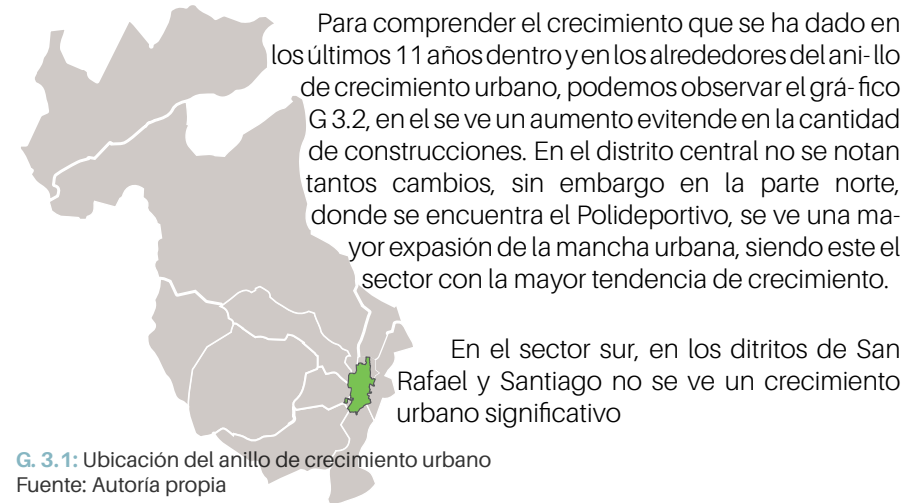 Para comprender el crecimiento que se ha dado en
los últimos 11 años dentro y en los alrededores del ani- llo
de crecimiento urbano, podemos observar el grá- fico
G 3.2, en el se ve un aumento evitende en la cantidad
de construcciones. En el distrito central no se notan
tantos cambios, sin embargo en la parte norte,
donde se encuentra el Polideportivo, se ve una ma-
yor expasión de la mancha urbana, siendo este el
sector con la mayor tendencia de crecimiento.
En el sector sur, en los ditritos de San
Rafael y Santiago no se ve un crecimiento
urbano significativo
G. 3.1: Ubicación del anillo de crecimiento urbano
Fuente: Autoría propia